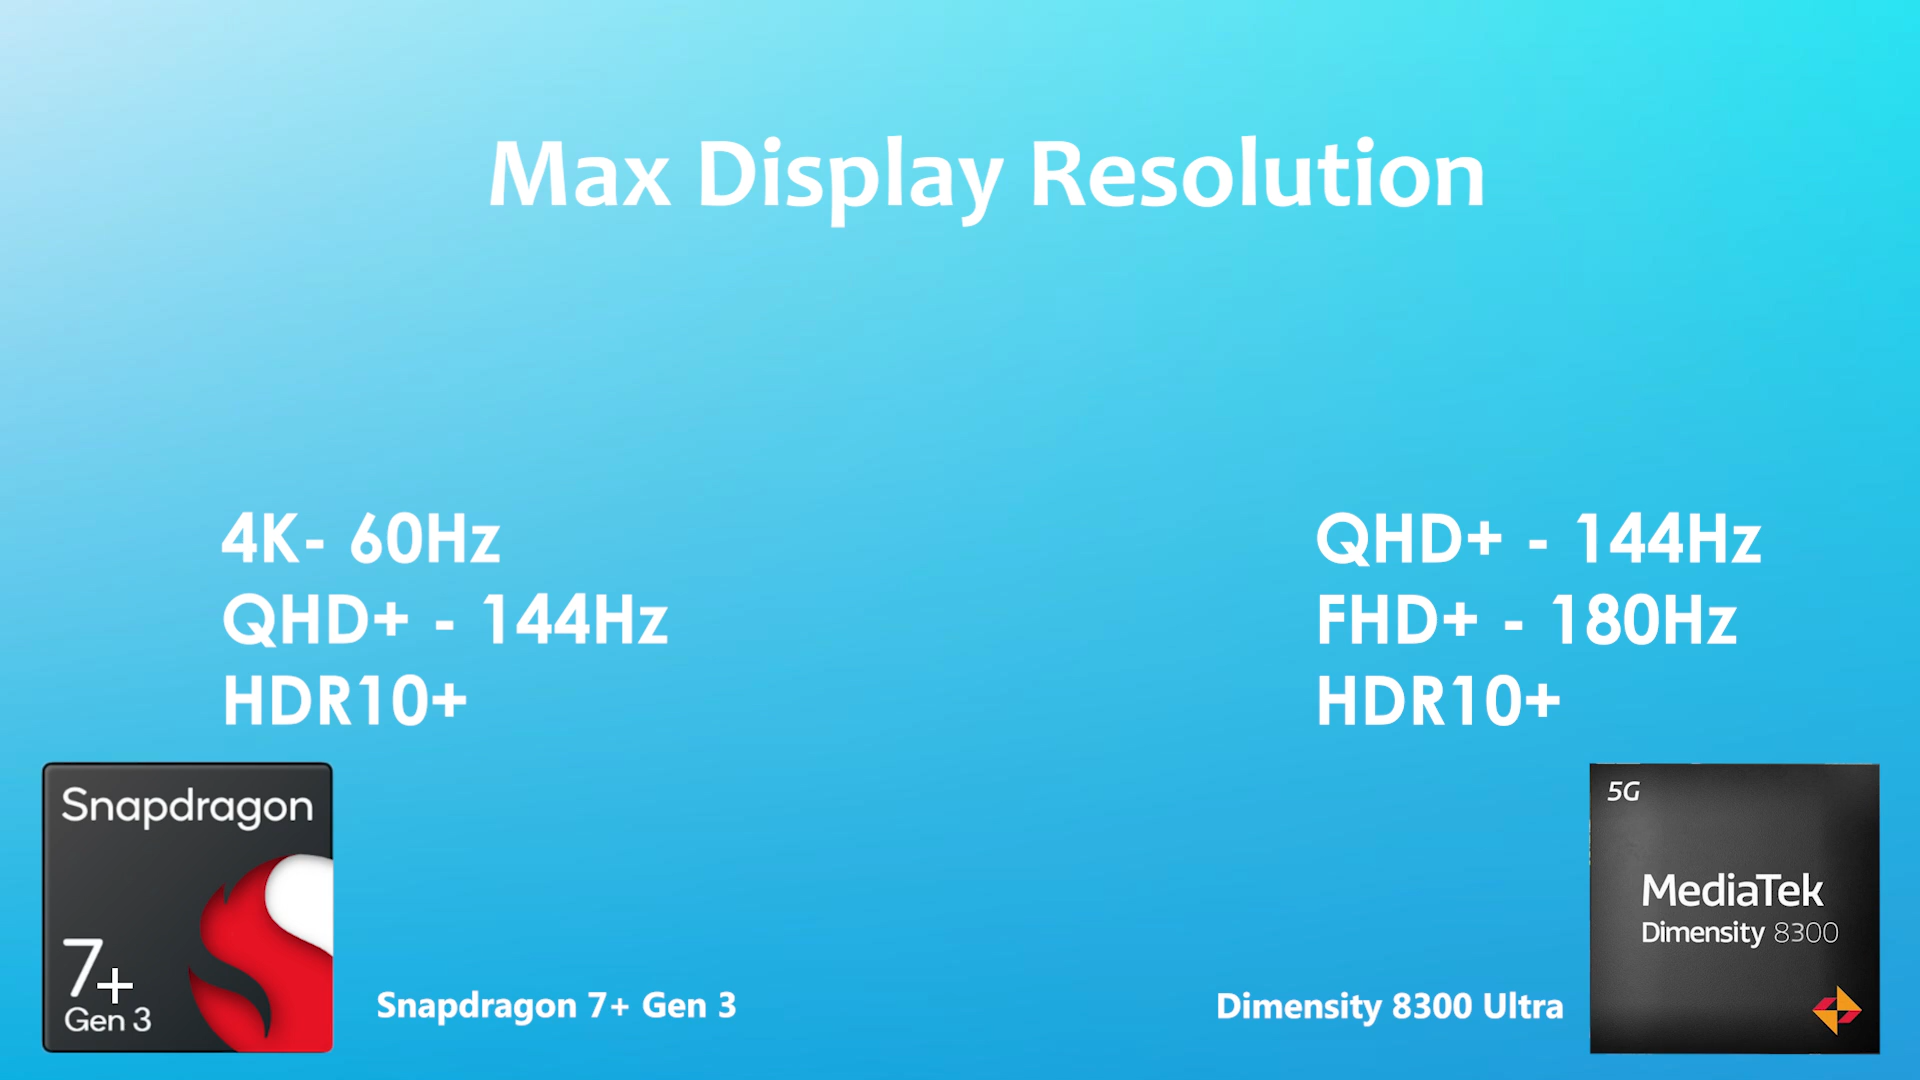 Max Display Resolution
4K- 60Hz
QHD+ - 144Hz
HDR10+
QHD+ - 144Hz
FHD+ - 180Hz
HDR10+
Snapdragon
7+
Gen 3
Snapdragon 7+ Gen 3
Dimensity 8300 Ultra
5G
MediaTek
Dimensity 8300